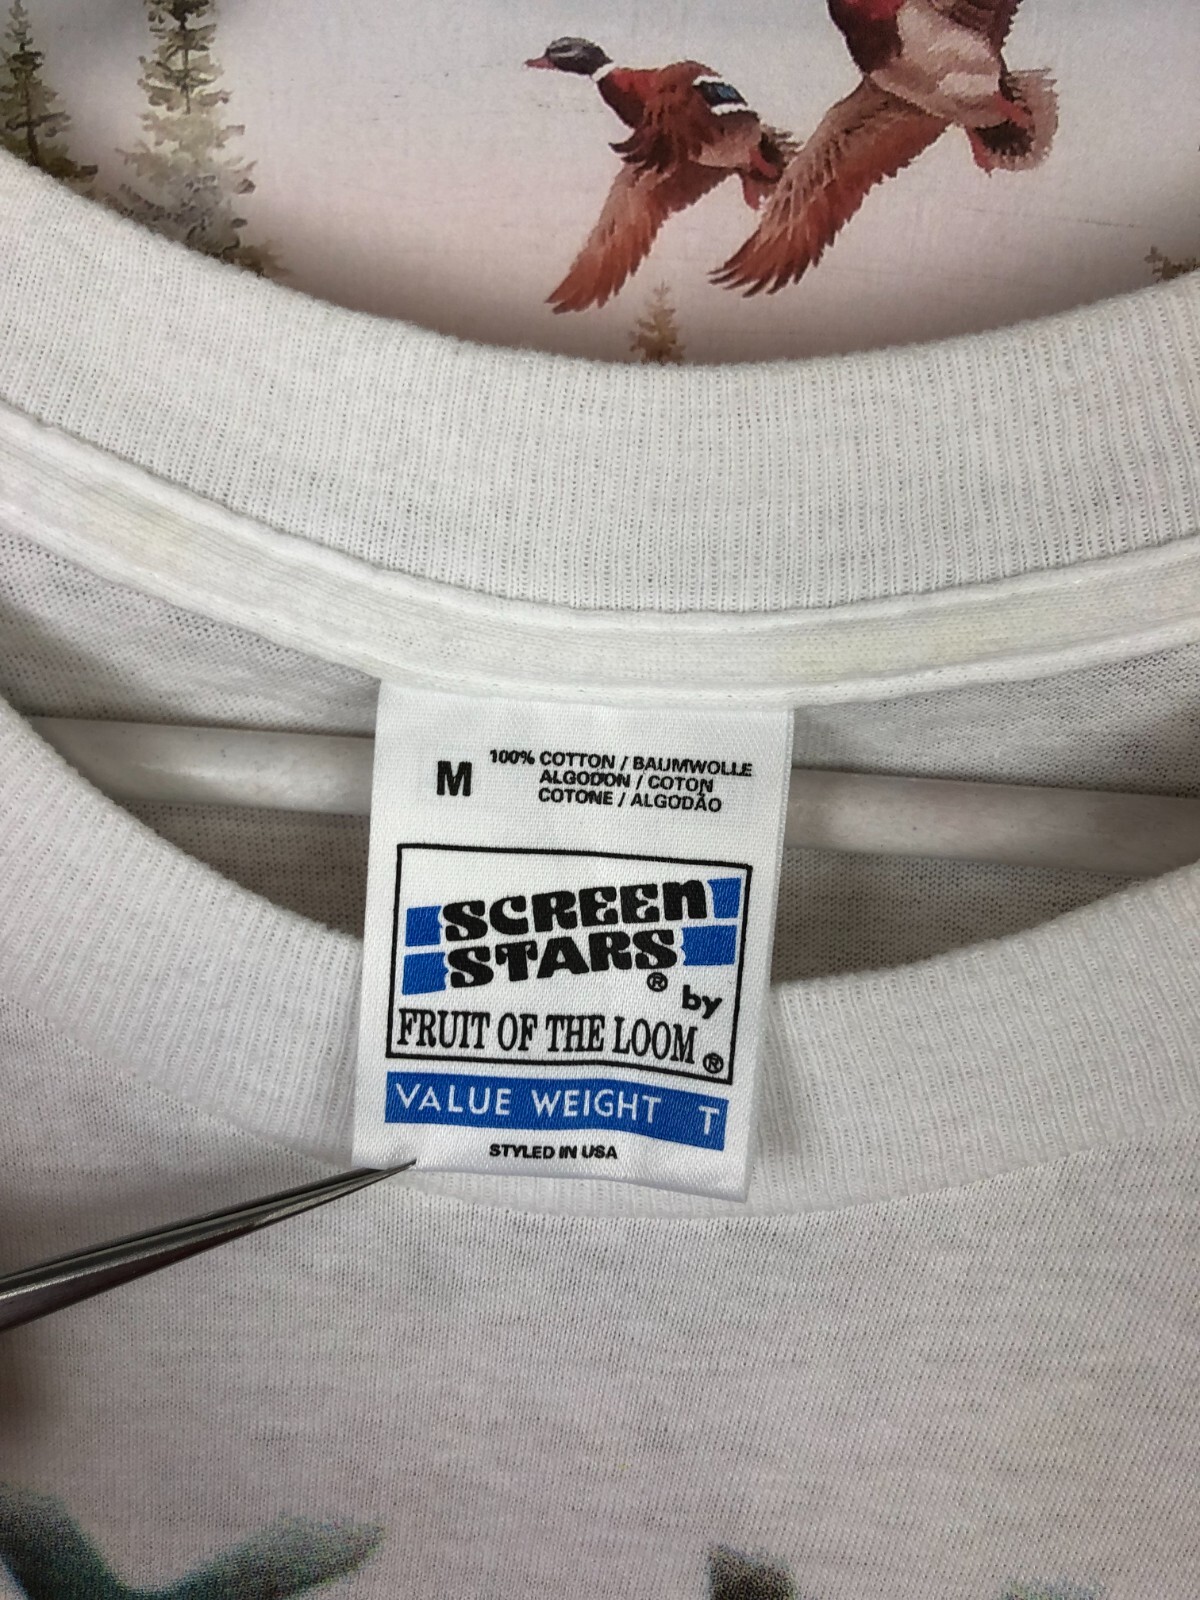 M
100% COTTON / BAUMWOLLE
ALGODON / COTON
COTONE / ALGODÃO
SCREEN
STARS®
by
FRUIT OF THE LOOM®
VALUE WEIGHT T
STYLED IN USA